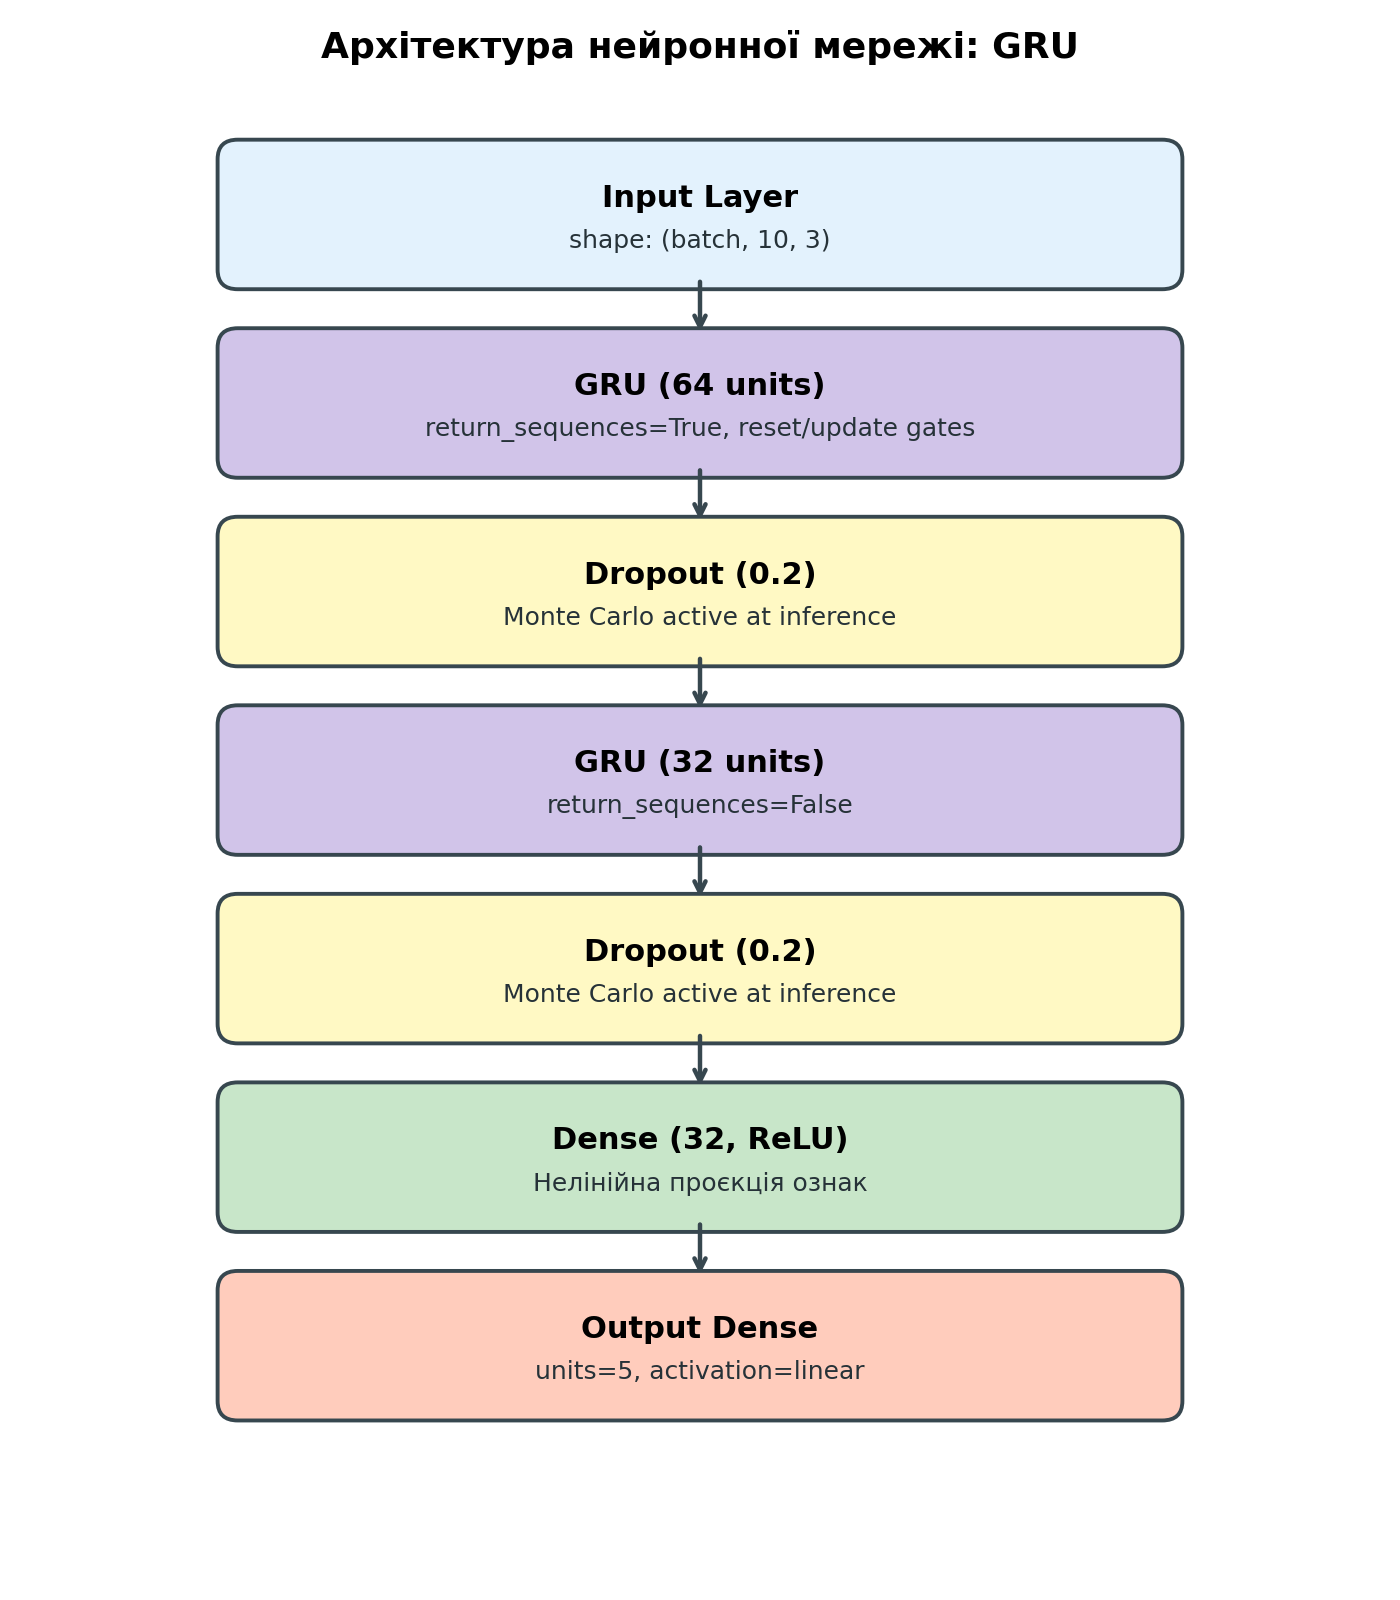 Архітектура нейронної мережі: GRU
Input Layer
shape: (batch, 10, 3)
GRU (64 units)
return_sequences=True, reset/update gates
Dropout (0.2)
Monte Carlo active at inference
GRU (32 units)
return_sequences=False
Dropout (0.2)
Monte Carlo active at inference
Dense (32, ReLU)
Нелінійна проєкція ознак
Output Dense
units=5, activation=linear